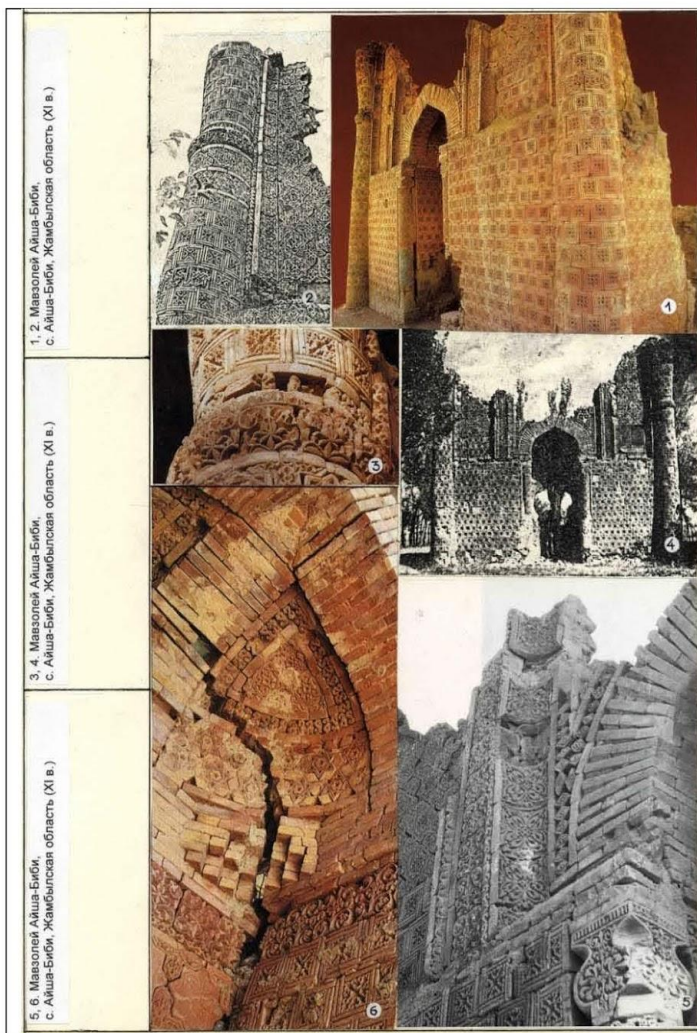 1, 2. Мавзолей Айша-Биби,
с. Айша-Биби, Жамбылская область (XI в.)
3, 4. Мавзолей Айша-Биби,
с. Айша-Биби, Жамбылская область (XI в.)
5, 6. Мавзолей Айша-Биби,
с. Айша-Биби, Жамбылская область (XI в.)
2
1
3
4
6
5